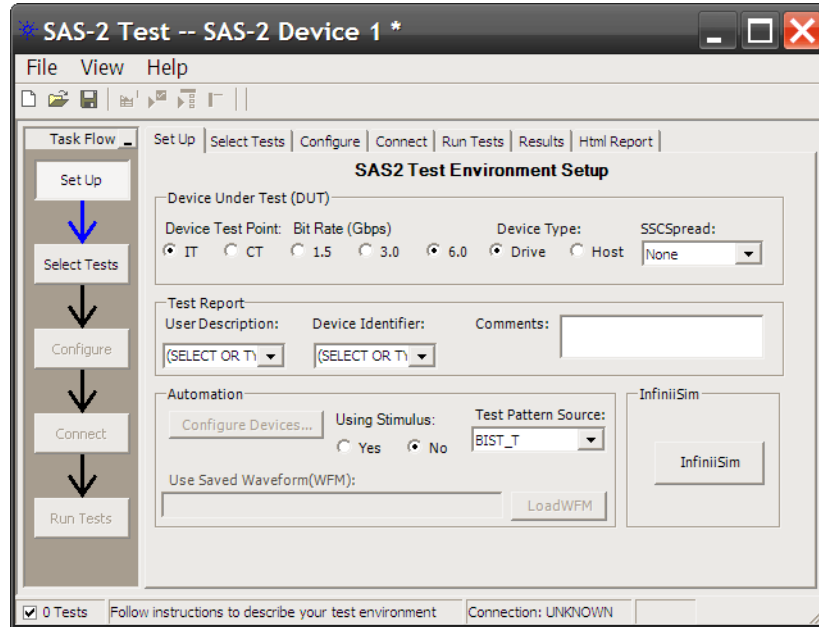 SAS-2 Test -- SAS-2 Device 1 *
File View Help
Task Flow
Set Up
Select Tests
Configure
Connect
Run Tests
Set Up Select Tests Configure Connect Run Tests Results Html Report
SAS2 Test Environment Setup
Device Under Test (DUT)
Device Test Point: Bit Rate (Gbps) Device Type: SSCSpread:
IT CT 1.5 3.0 6.0 Drive Host None
Test Report
User Description: Device Identifier: Comments:
(SELECT OR TY (SELECT OR TY
Automation
Configure Devices... Using Stimulus: Test Pattern Source:
Yes No BIST_T
Use Saved Waveform(WFM):
LoadWFM
InfiniiSim
InfiniiSim
0 Tests Follow instructions to describe your test environment Connection: UNKNOWN